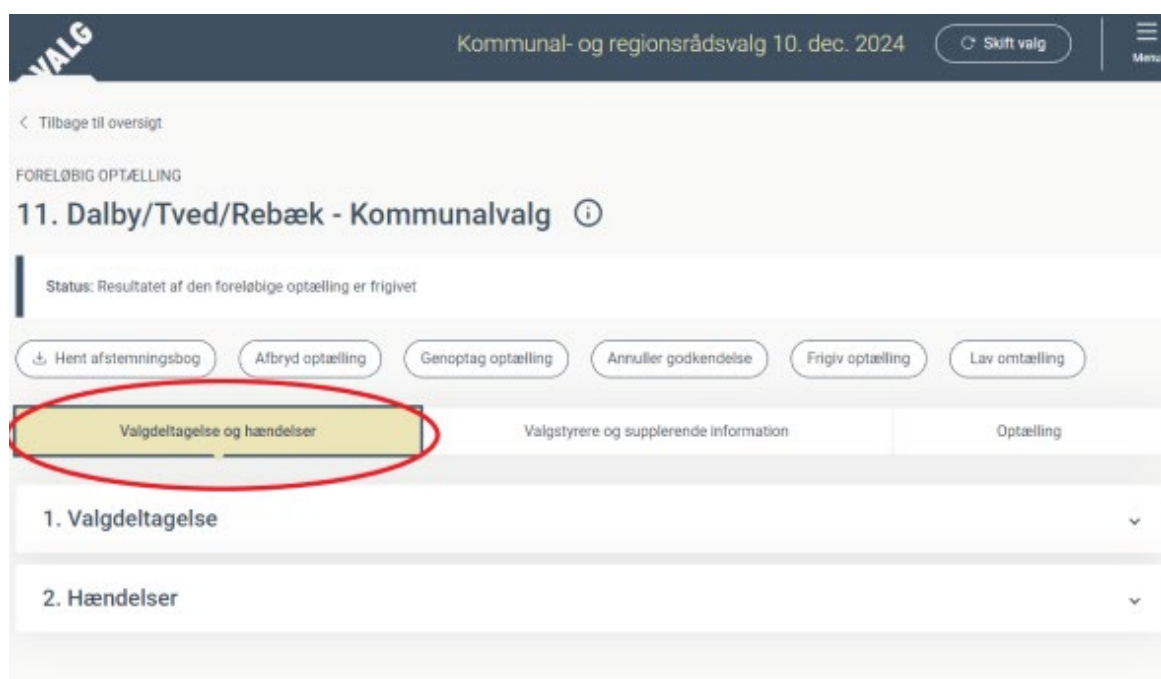 VALG
Kommunal- og regionsrådsvalg 10. dec. 2024
Skift valg
Menu
< Tilbage til oversigt
FORELØBIG OPTÆLLING
11. Dalby/Tved/Rebæk - Kommunalvalg
Status: Resultatet af den foreløbige optælling er frigivet
Hent afstemningsbog Afbryd optælling Genoptag optælling Annuller godkendelse Frigiv optælling Lav omtælling
Valgdeltagelse og hændelser Valgstyrere og supplerende information Optælling
1. Valgdeltagelse
2. Hændelser